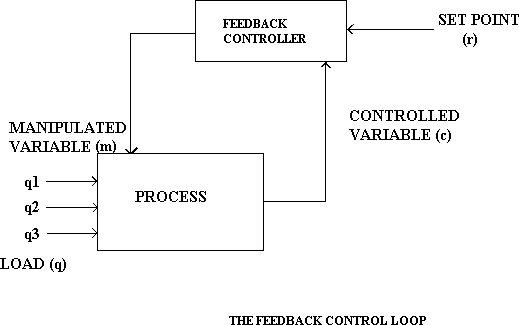 FEEDBACK
CONTROLLER
SET POINT
(r)
CONTROLLED
VARIABLE (c)
MANIPULATED
VARIABLE (m)
q1
q2
q3
PROCESS
LOAD (q)
THE FEEDBACK CONTROL LOOP